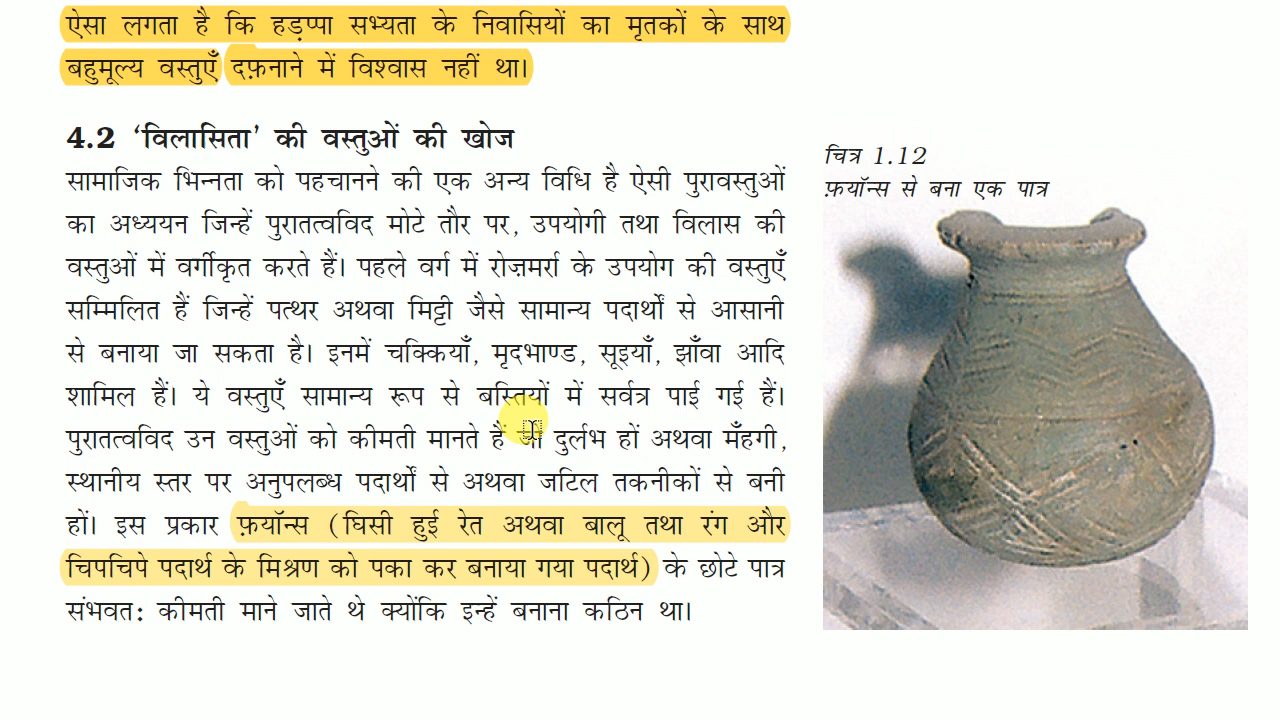 ऐसा लगता है कि हड़प्पा सभ्यता के निवासियों का मृतकों के साथ
बहुमूल्य वस्तुएँ दफ़नाने में विश्वास नहीं था।
4.2 ‘विलासिता’ की वस्तुओं की खोज
सामाजिक भिन्नता को पहचानने की एक अन्य विधि है ऐसी पुरावस्तुओं
का अध्ययन जिन्हें पुरातत्वविद मोटे तौर पर, उपयोगी तथा विलास की
वस्तुओं में वर्गीकृत करते हैं। पहले वर्ग में रोज़मर्रा के उपयोग की वस्तुएँ
सम्मिलित हैं जिन्हें पत्थर अथवा मिट्टी जैसे सामान्य पदार्थों से आसानी
से बनाया जा सकता है। इनमें चक्कियाँ, मृदभाण्ड, सूइयाँ, झाँवा आदि
शामिल हैं। ये वस्तुएँ सामान्य रूप से बस्तियों में सर्वत्र पाई गई हैं।
पुरातत्वविद उन वस्तुओं को कीमती मानते हैं जो दुर्लभ हों अथवा मँहगी,
स्थानीय स्तर पर अनुपलब्ध पदार्थों से अथवा जटिल तकनीकों से बनी
हों। इस प्रकार फ़यॉन्स (घिसी हुई रेत अथवा बालू तथा रंग और
चिपचिपे पदार्थ के मिश्रण को पका कर बनाया गया पदार्थ) के छोटे पात्र
संभवत: कीमती माने जाते थे क्योंकि इन्हें बनाना कठिन था।
चित्र 1.12
फ़यॉन्स से बना एक पात्र